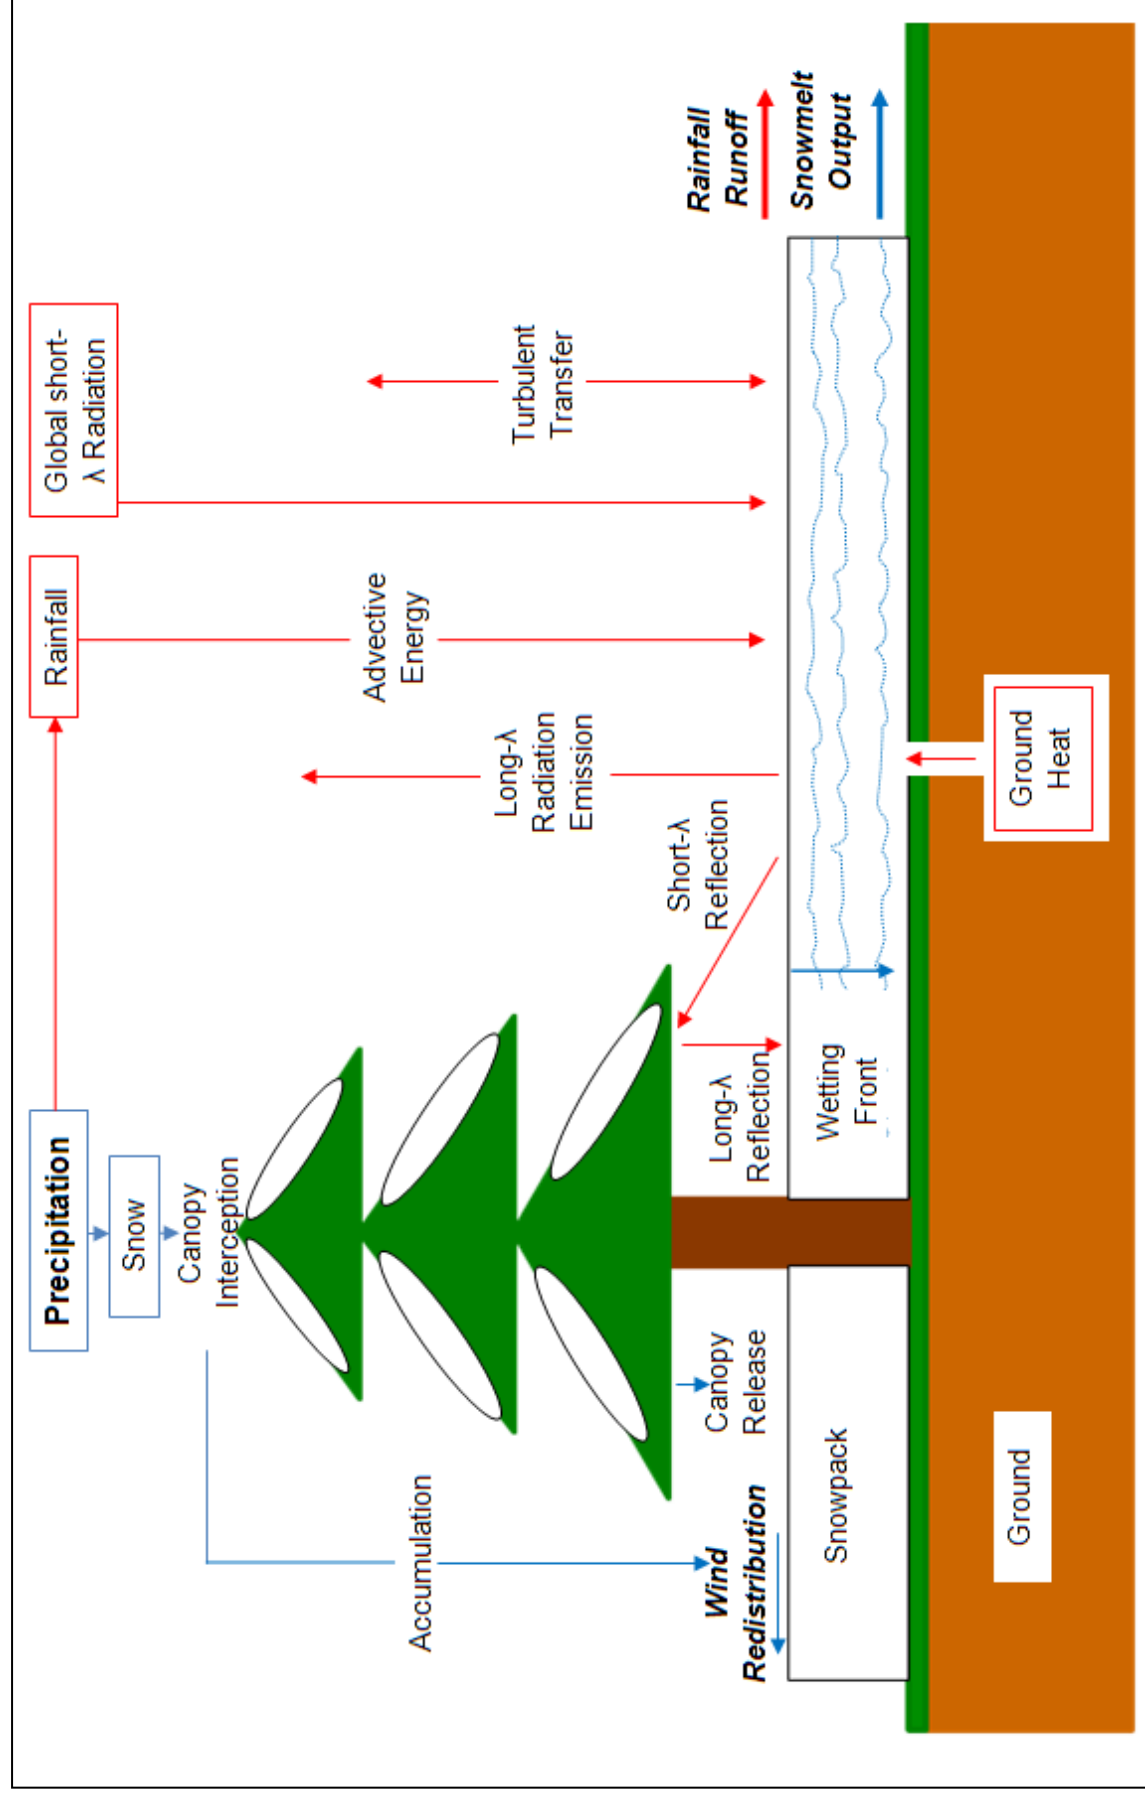 Precipitation
Snow
Canopy
Interception
Rainfall
Global short-
λ Radiation
Accumulation
Advective
Energy
Turbulent
Transfer
Long-λ
Radiation
Emission
Short-λ
Reflection
Long-λ
Reflection
Canopy
Release
Wind
Redistribution
Rainfall
Runoff
Snowmelt
Output
Snowpack
Wetting
Front
Ground
Heat
Ground